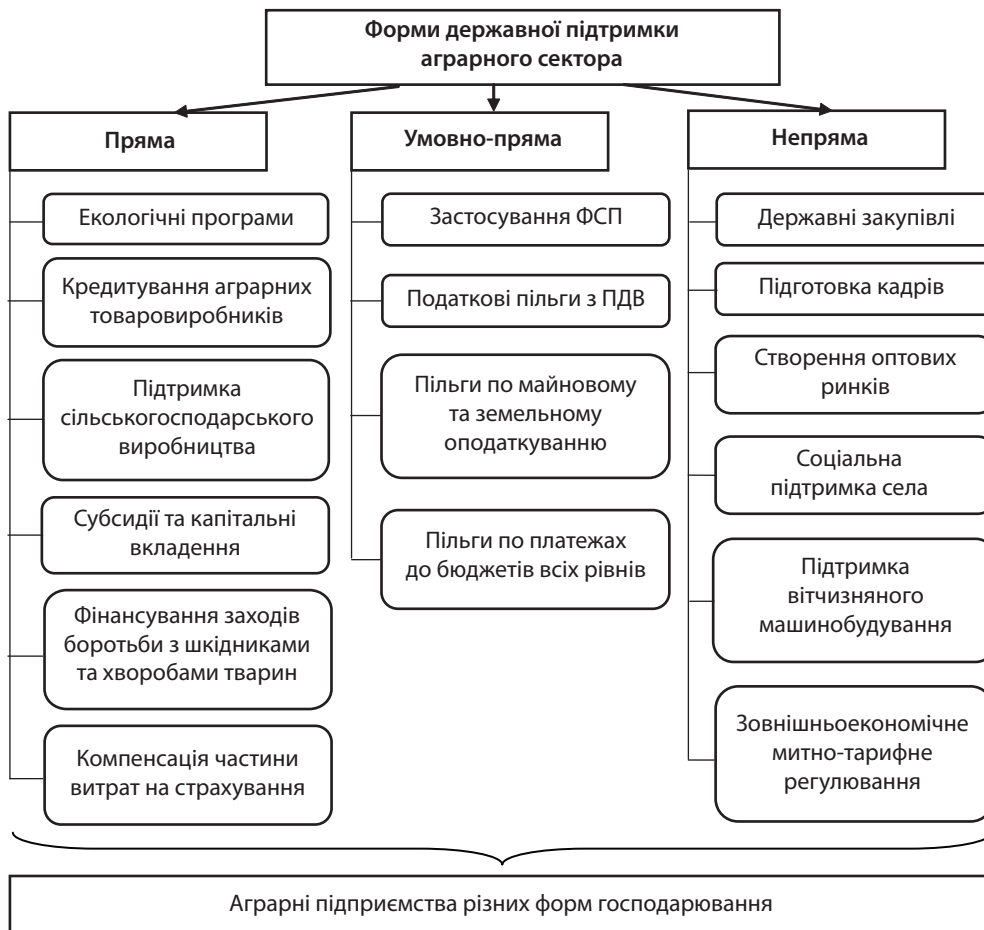 Форми державної підтримки
аграрного сектора
Пряма
Екологічні програми
Кредитування аграрних
товаровиробників
Підтримка
сільськогосподарського
виробництва
Субсидії та капітальні
вкладення
Фінансування заходів
боротьби з шкідниками
та хворобами тварин
Компенсація частини
витрат на страхування
Умовно-пряма
Застосування ФСП
Податкові пільги з ПДВ
Пільги по майновому
та земельному
оподаткуванню
Пільги по платежах
до бюджетів всіх рівнів
Непряма
Державні закупівлі
Підготовка кадрів
Створення оптових
ринків
Соціальна
підтримка села
Підтримка
вітчизняного
машинобудування
Зовнішньоекономічне
митно-тарифне
регулювання
Аграрні підприємства різних форм господарювання